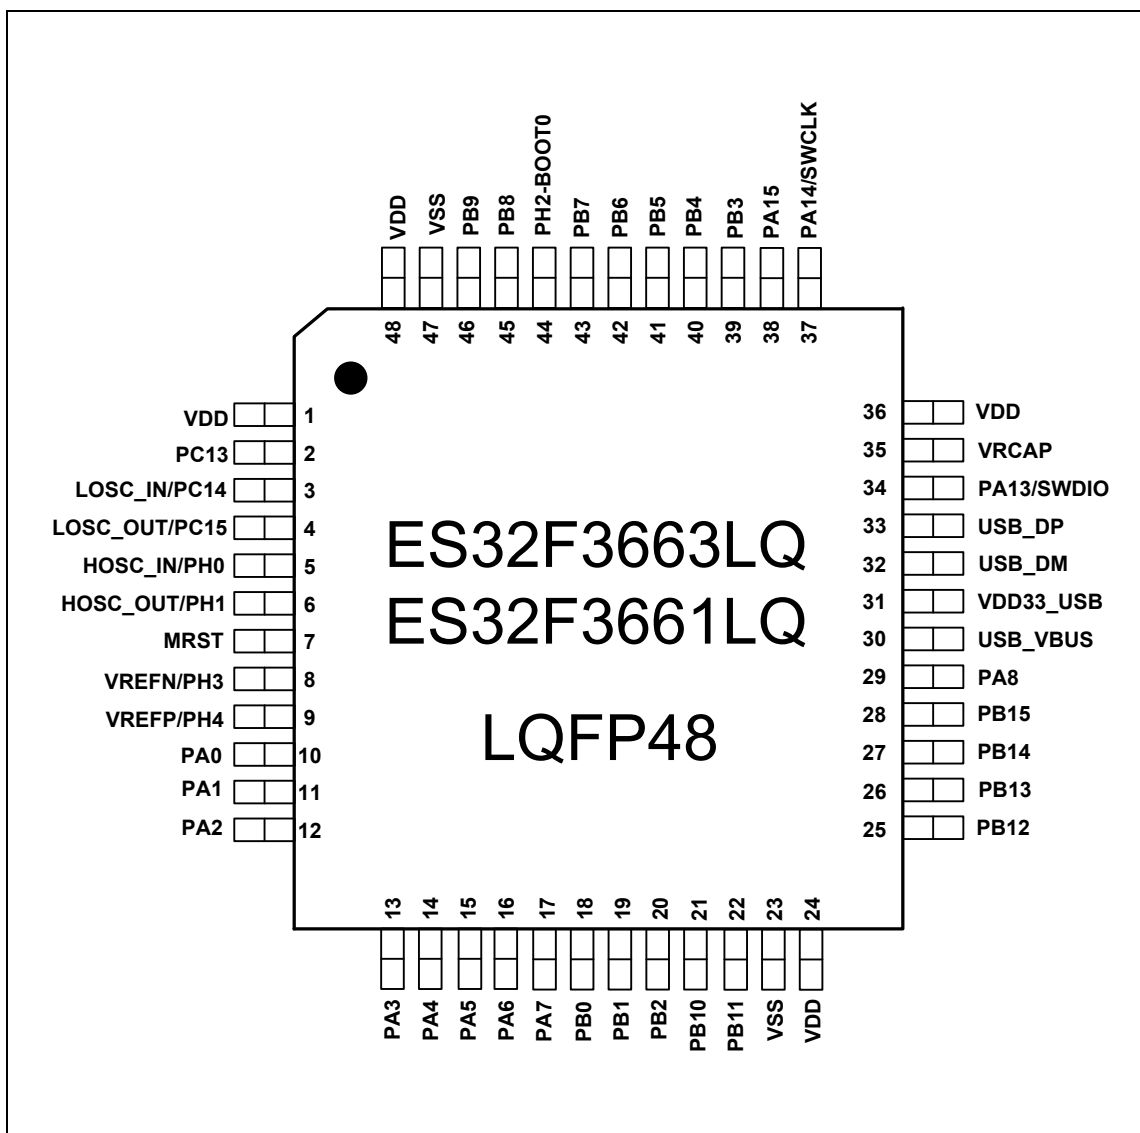 VDD
VSS
PB9
PB8
PH2-BOOT0
PB7
PB6
PB5
PB4
PB3
PA15
PA14/SWCLK
48
47
46
45
44
43
42
41
40
39
38
37
VDD 1
PC13 2
LOSC_IN/PC14 3
LOSC_OUT/PC15 4
HOSC_IN/PH0 5
HOSC_OUT/PH1 6
MRST 7
VREFN/PH3 8
VREFP/PH4 9
PA0 10
PA1 11
PA2 12
ES32F3663LQ
ES32F3661LQ
LQFP48
36 VDD
35 VRCAP
34 PA13/SWDIO
33 USB_DP
32 USB_DM
31 VDD33_USB
30 USB_VBUS
29 PA8
28 PB15
27 PB14
26 PB13
25 PB12
13
14
15
16
17
18
19
20
21
22
23
24
PA3
PA4
PA5
PA6
PA7
PB0
PB1
PB2
PB10
PB11
VSS
VDD